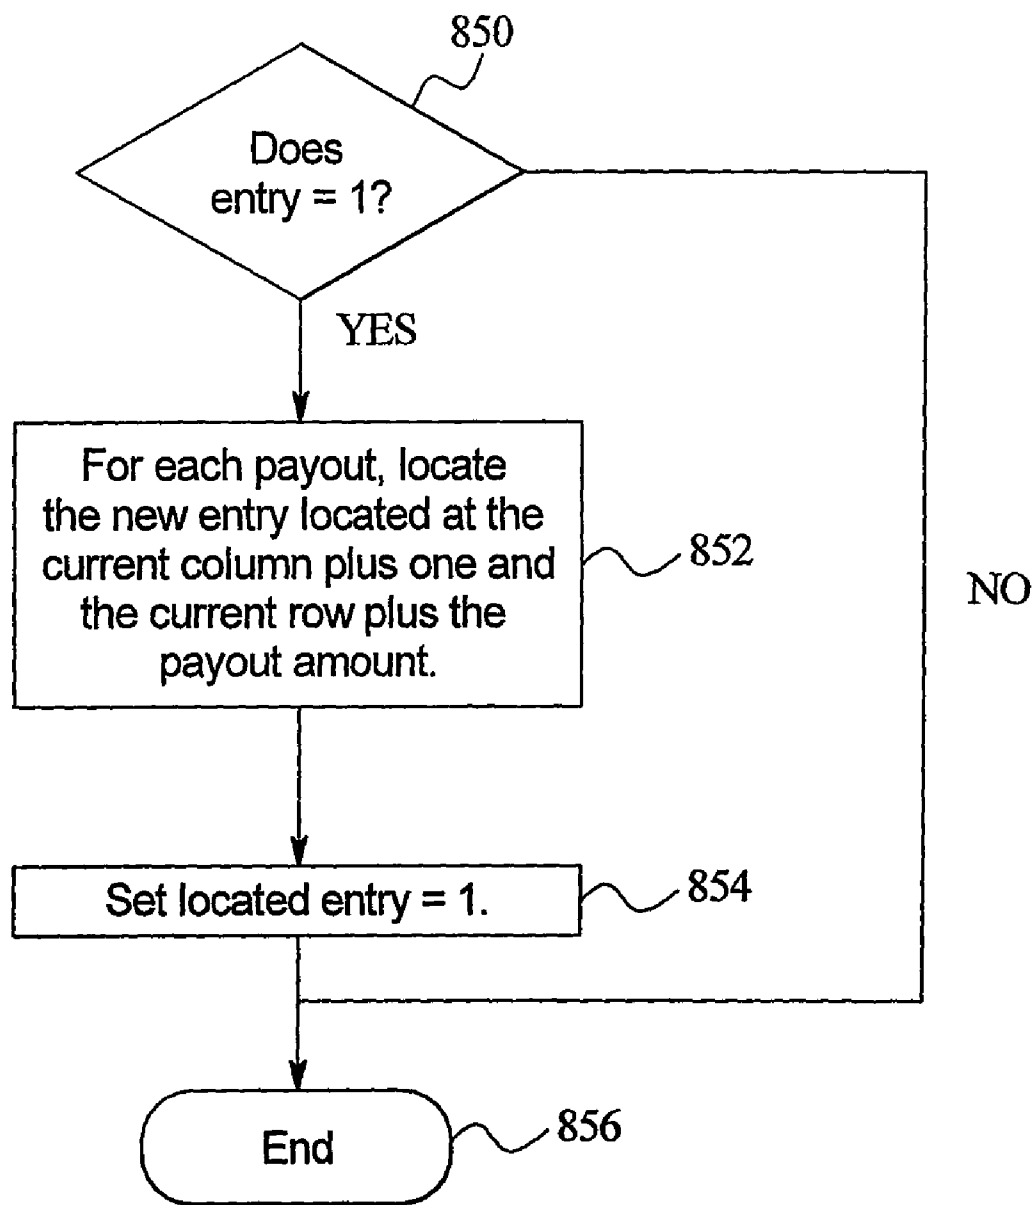 850
Does
entry = 1?
YES
For each payout, locate
the new entry located at the
current column plus one and
the current row plus the
payout amount.
852
NO
Set located entry = 1.
854
End
856